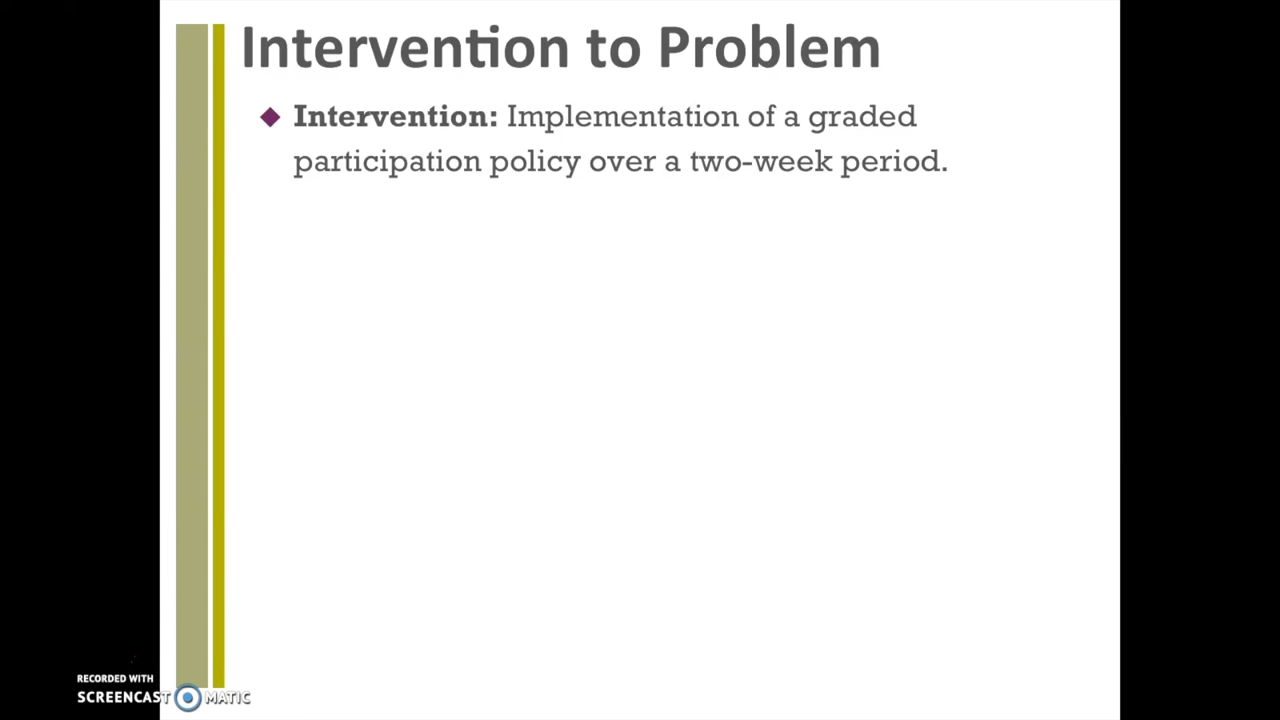 Intervention to Problem
Intervention: Implementation of a graded
participation policy over a two-week period.
RECORDED WITH
SCREENCAST MATIC